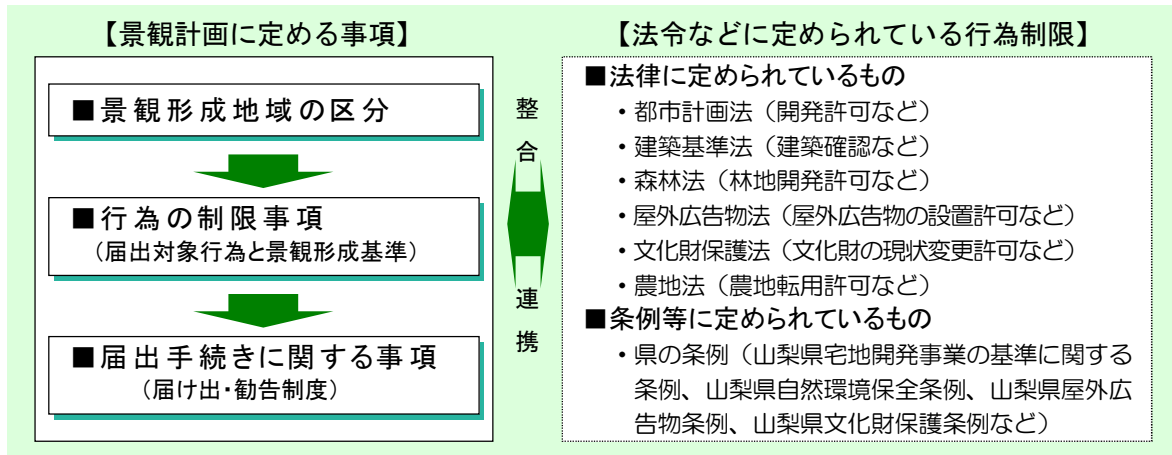 【景観計画に定める事項】
■景観形成地域の区分
■行為の制限事項
（届出対象行為と景観形成基準）
■届出手続きに関する事項
（届け出・勧告制度）
整
合
連
携
【法令などに定められている行為制限】
■法律に定められているもの
・都市計画法（開発許可など）
・建築基準法（建築確認など）
・森林法（林地開発許可など）
・屋外広告物法（屋外広告物の設置許可など）
・文化財保護法（文化財の現状変更許可など）
・農地法（農地転用許可など）
■条例等に定められているもの
・県の条例（山梨県宅地開発事業の基準に関する
条例、山梨県自然環境保全条例、山梨県屋外広
告物条例、山梨県文化財保護条例など）